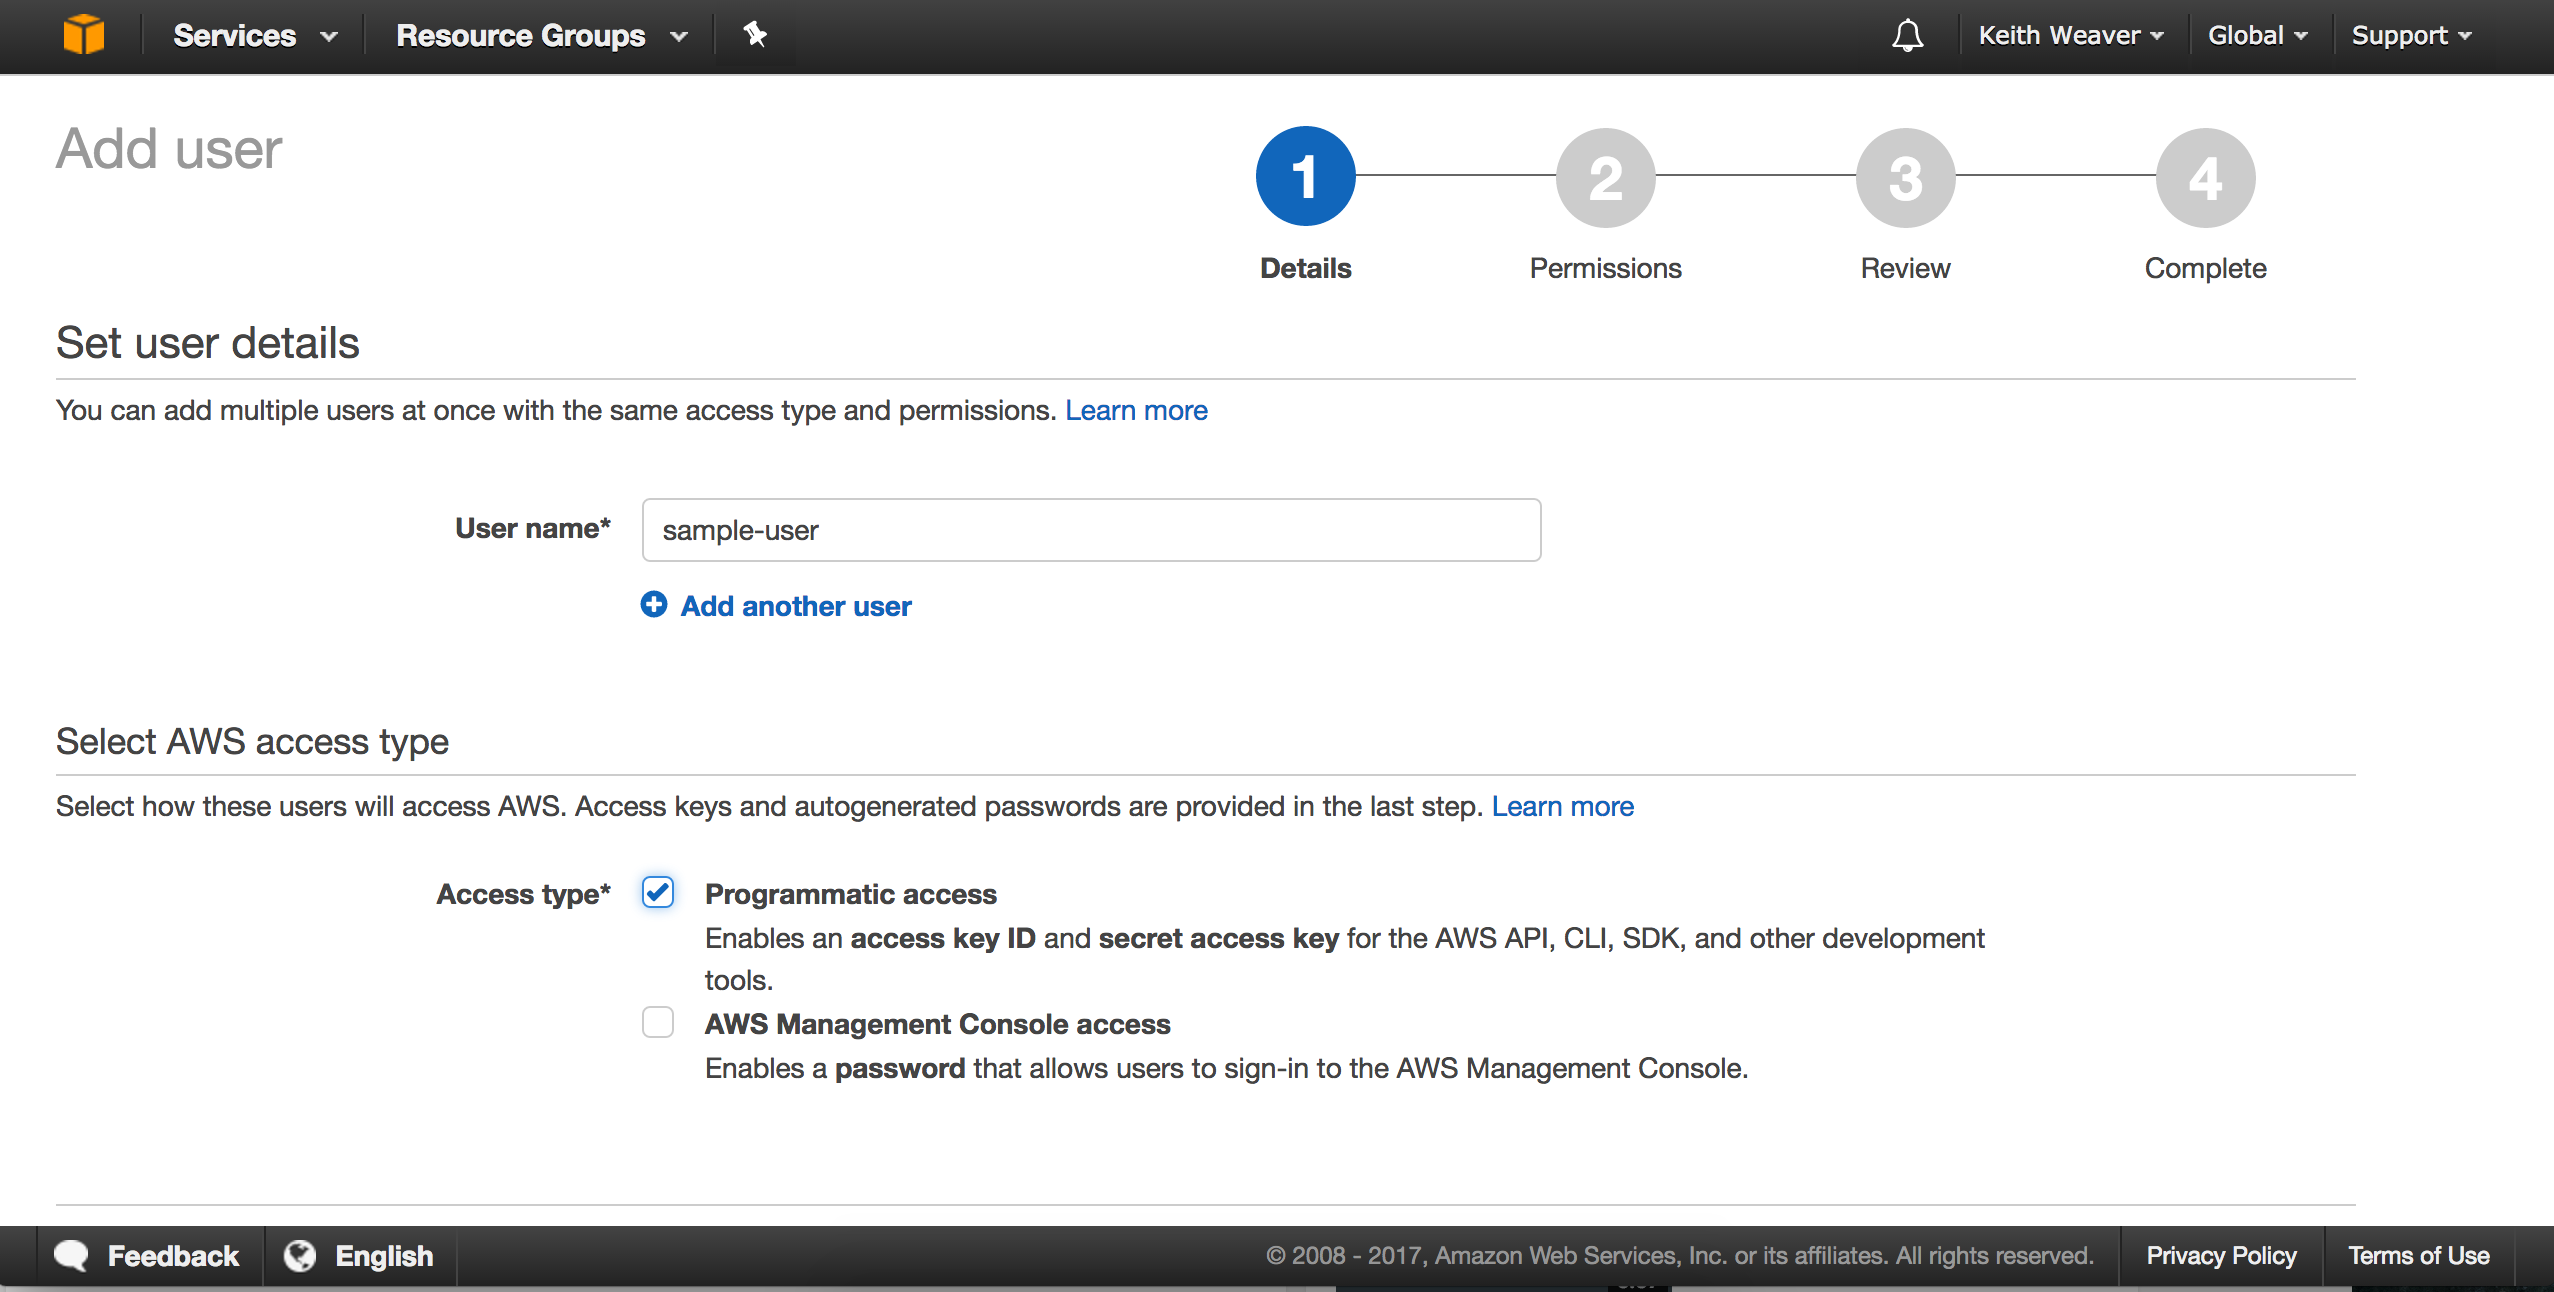 Services Resource Groups Keith Weaver Global Support
Add user
1 2 3 4
Details Permissions Review Complete
Set user details
You can add multiple users at once with the same access type and permissions. Learn more
User name* sample-user
Add another user
Select AWS access type
Select how these users will access AWS. Access keys and autogenerated passwords are provided in the last step. Learn more
Access type* Programmatic access
Enables an access key ID and secret access key for the AWS API, CLI, SDK, and other development
tools.
AWS Management Console access
Enables a password that allows users to sign-in to the AWS Management Console.
Feedback English © 2008 - 2017, Amazon Web Services, Inc. or its affiliates. All rights reserved. Privacy Policy Terms of Use